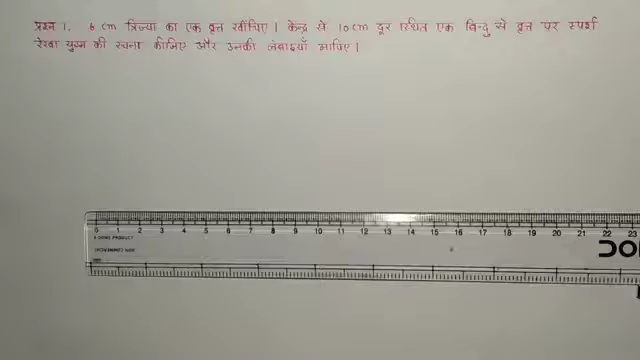 प्रश्न 1. 6 cm त्रिज्या का एक वृत्त खींचिए। केन्द्र से 10 cm दूर स्थित एक बिन्दु से वृत्त पर स्पर्श
रेखा युग्म की रचना कीजिए और उनकी लंबाइयाँ मापिए।
0 1 2 3 4 5 6 7 8 9 10 11 12 13 14 15 16 17 18 19 20 21 22 23